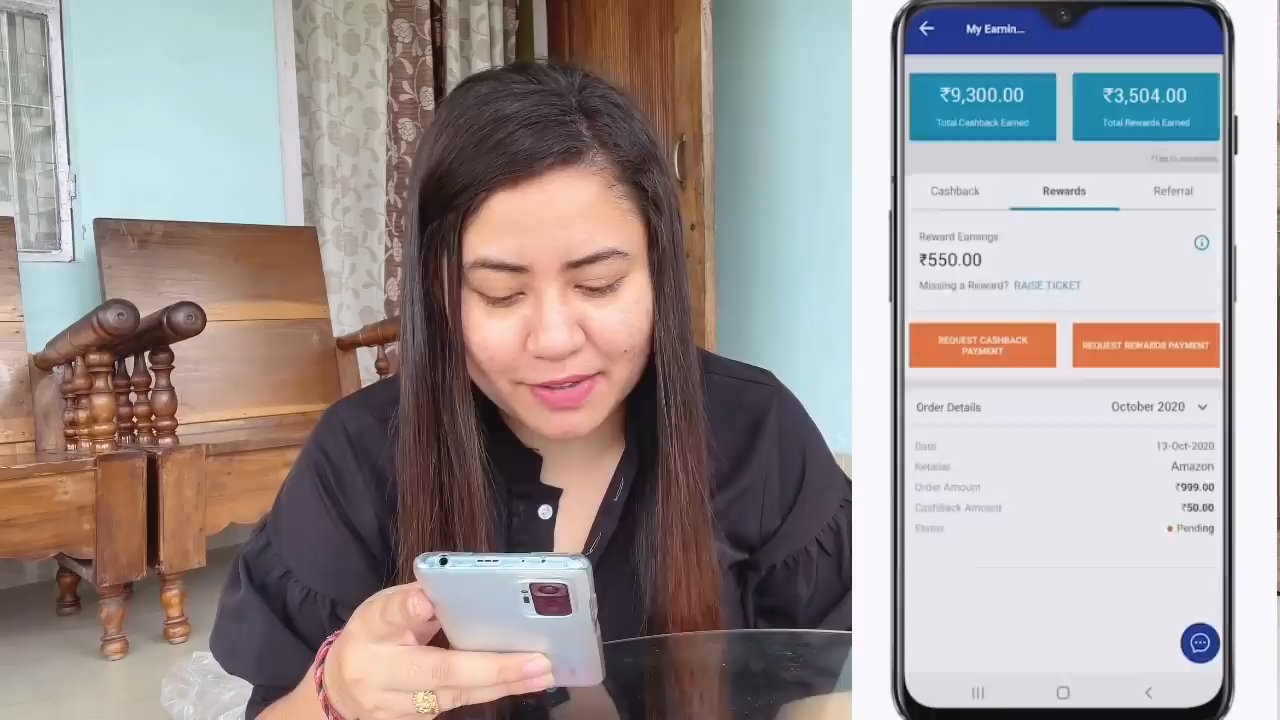 My Earnin...
₹9,300.00
Total Cashback Earned
₹3,504.00
Total Rewards Earned
Cashback
Rewards
Referral
Reward Earnings
₹550.00
Missing a Reward? RAISE TICKET
REQUEST CASHBACK
PAYMENT
REQUEST REWARDS PAYMENT
Order Details
October 2020
Date
13-Oct-2020
Retailer
Amazon
Order Amount
₹999.00
CashBack Amount
₹50.00
Status
Pending